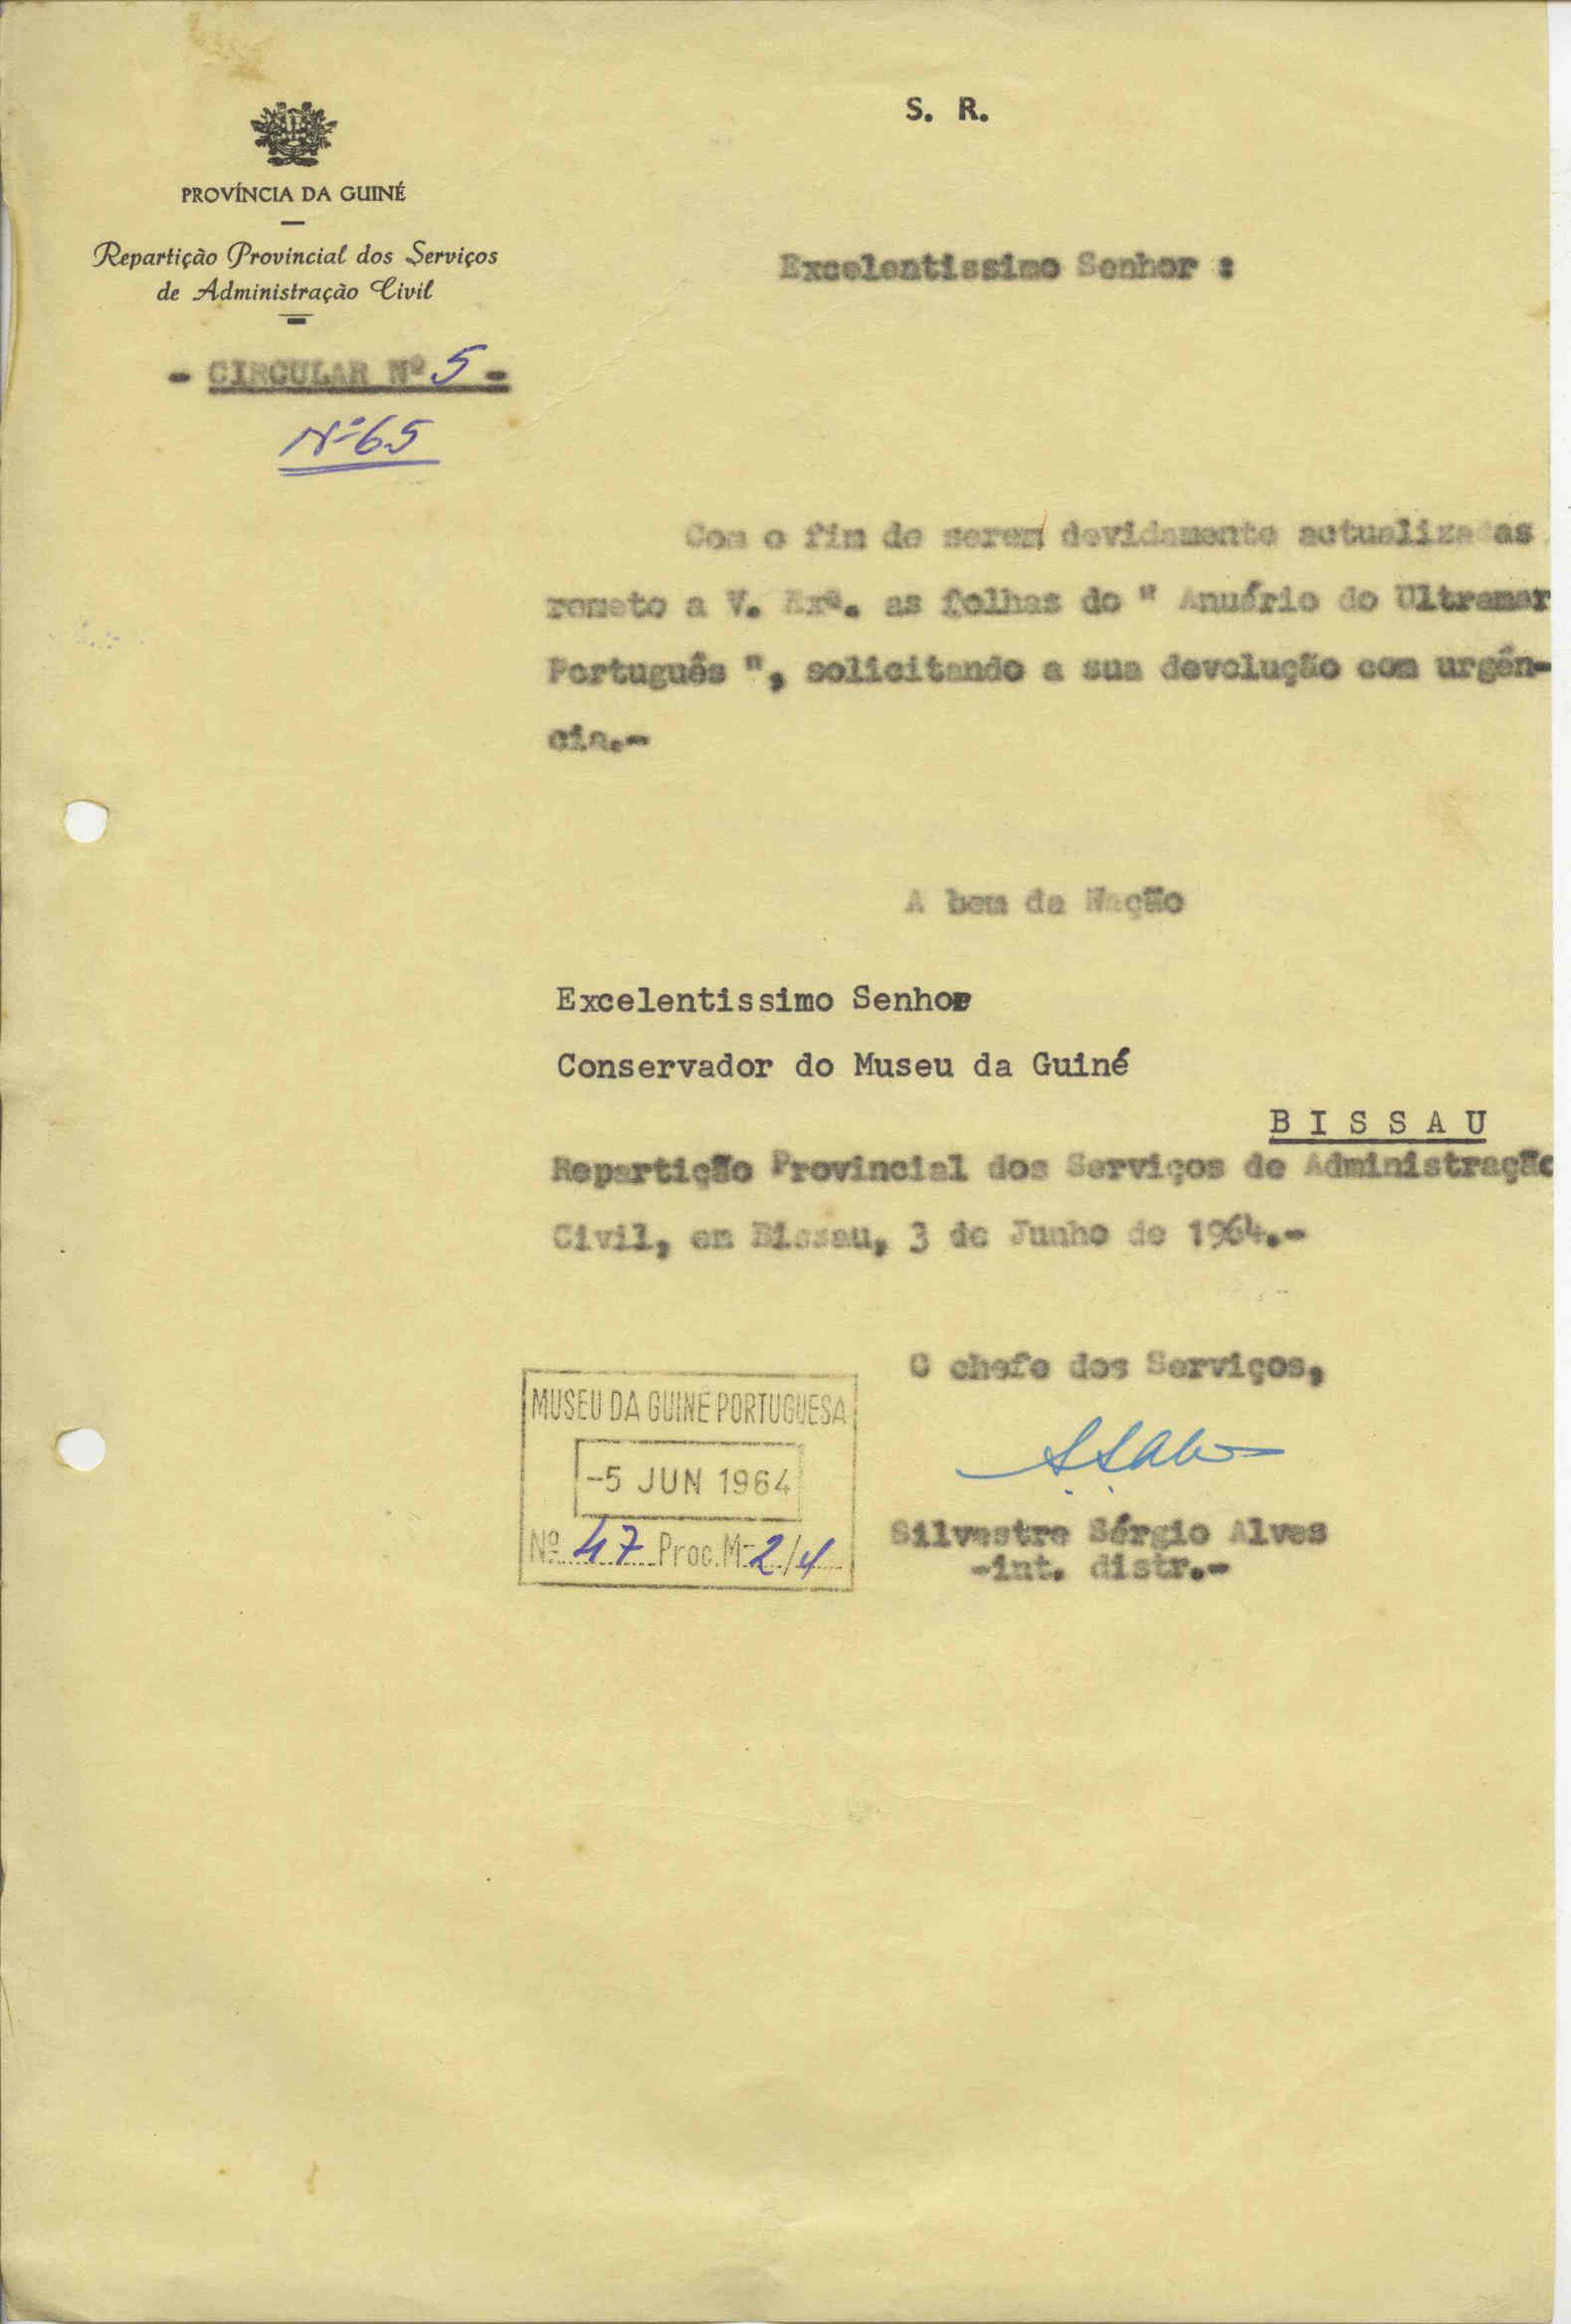 S. R.
PROVÍNCIA DA GUINÉ
Repartição Provincial dos Serviços
de Administração Civil
- CIRCULAR Nº 5 -
Nº 65
Excelentissimo Senhor :
Com o fim de serem devidamente actualizadas
remeto a V. Exª. as folhas do " Anuário do Ultramar
Português ", solicitando a sua devolução com urgên-
cia.-
A bem da Nação
Excelentissimo Senhor
Conservador do Museu da Guiné
B I S S A U
Repartição Provincial dos Serviços de Administração
Civil, em Bissau, 3 de Junho de 1964.-
O chefe dos Serviços,
Silvestre Sérgio Alves
-int. distr.-
MUSEU DA GUINÉ PORTUGUESA
-5 JUN 1964
Nº 47 Proc. M-2/4